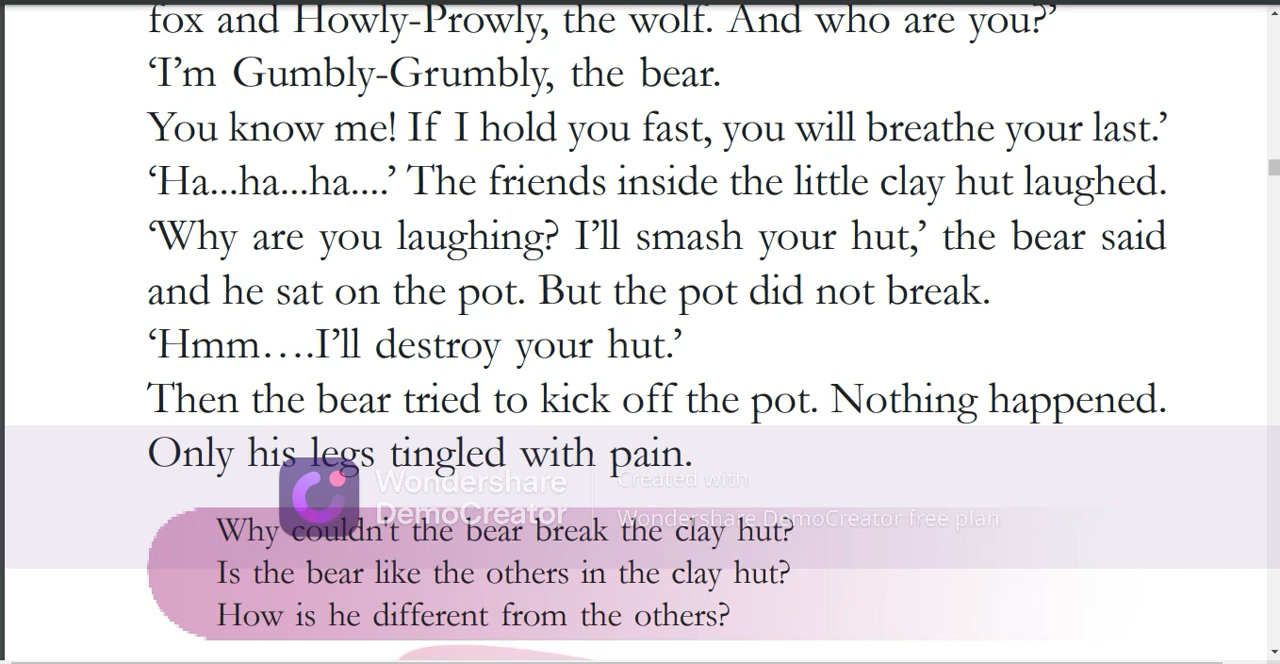 fox and Howly-Prowly, the wolf. And who are you?’
‘I’m Gumbly-Grumbly, the bear.
You know me! If I hold you fast, you will breathe your last.’
‘Ha...ha...ha....’ The friends inside the little clay hut laughed.
‘Why are you laughing? I’ll smash your hut,’ the bear said
and he sat on the pot. But the pot did not break.
‘Hmm….I’ll destroy your hut.’
Then the bear tried to kick off the pot. Nothing happened.
Only his legs tingled with pain.
Wondershare
DemoCreator
Created with
Wondershare DemoCreator free plan
Why couldn’t the bear break the clay hut?
Is the bear like the others in the clay hut?
How is he different from the others?